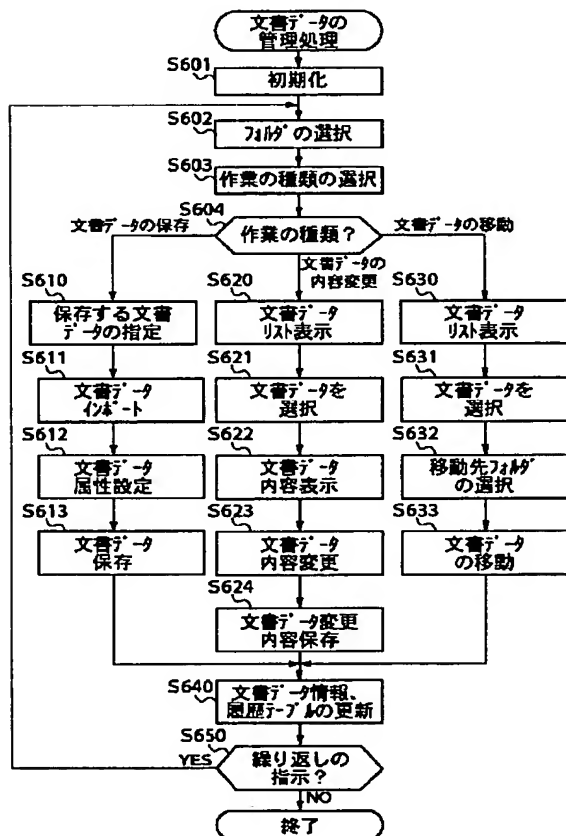 文書データの
管理処理
S601
初期化
S602
フォルダの選択
S603
作業の種類の選択
S604
作業の種類?
文書データの保存
文書データの
内容変更
文書データの移動
S610
保存する文書
データの指定
S611
文書データ
インポート
S612
文書データ
属性設定
S613
文書データ
保存
S620
文書データ
リスト表示
S621
文書データを
選択
S622
文書データ
内容表示
S623
文書データ
内容変更
S624
文書データ変更
内容保存
S630
文書データ
リスト表示
S631
文書データを
選択
S632
移動先フォルダ
の選択
S633
文書データ
の移動
S640
文書データ情報、
履歴テーブルの更新
S650
繰り返しの
指示?
YES
NO
終了